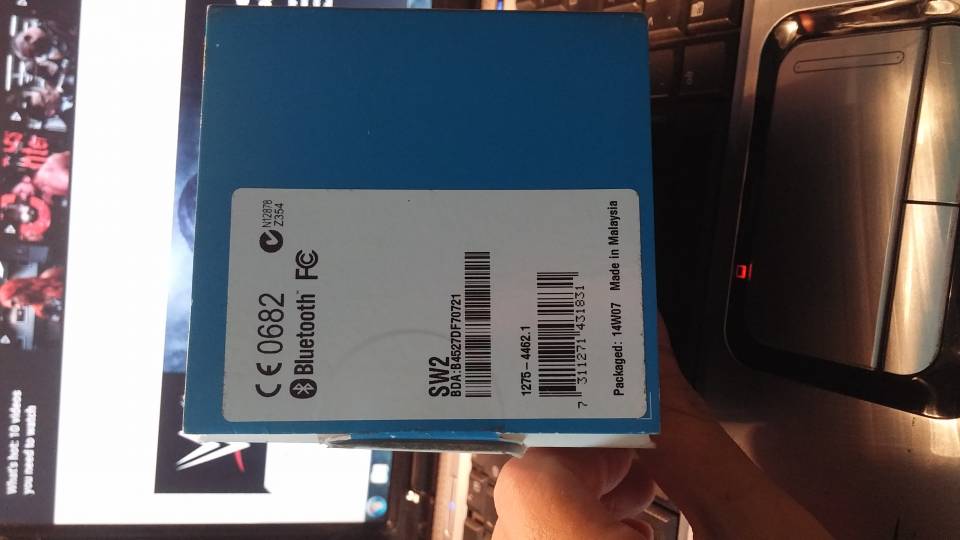 CE 0682
N12878
Z354
Bluetooth™ FC
SW2
BDA:B4527DF70721
1275-4462.1
7 311271 431831
Packaged: 14W07 Made in Malaysia
What's hot: 10 videos
you need to watch